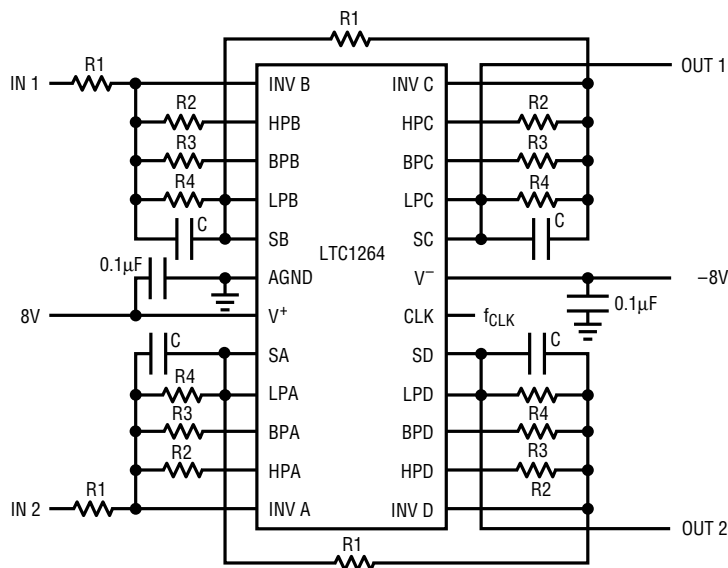 R1
R1
IN 1
OUT 1
INV B
INV C
R2
HPB
HPC
R2
R3
BPB
BPC
R3
R4
LPB
LPC
R4
C
SB
SC
C
LTC1264
0.1µF
AGND
V−
−8V
8V
V+
CLK
fCLK
0.1µF
C
SA
SD
C
R4
LPA
LPD
R4
R3
BPA
BPD
R3
R2
HPA
HPD
R2
R1
IN 2
INV A
INV D
OUT 2
R1